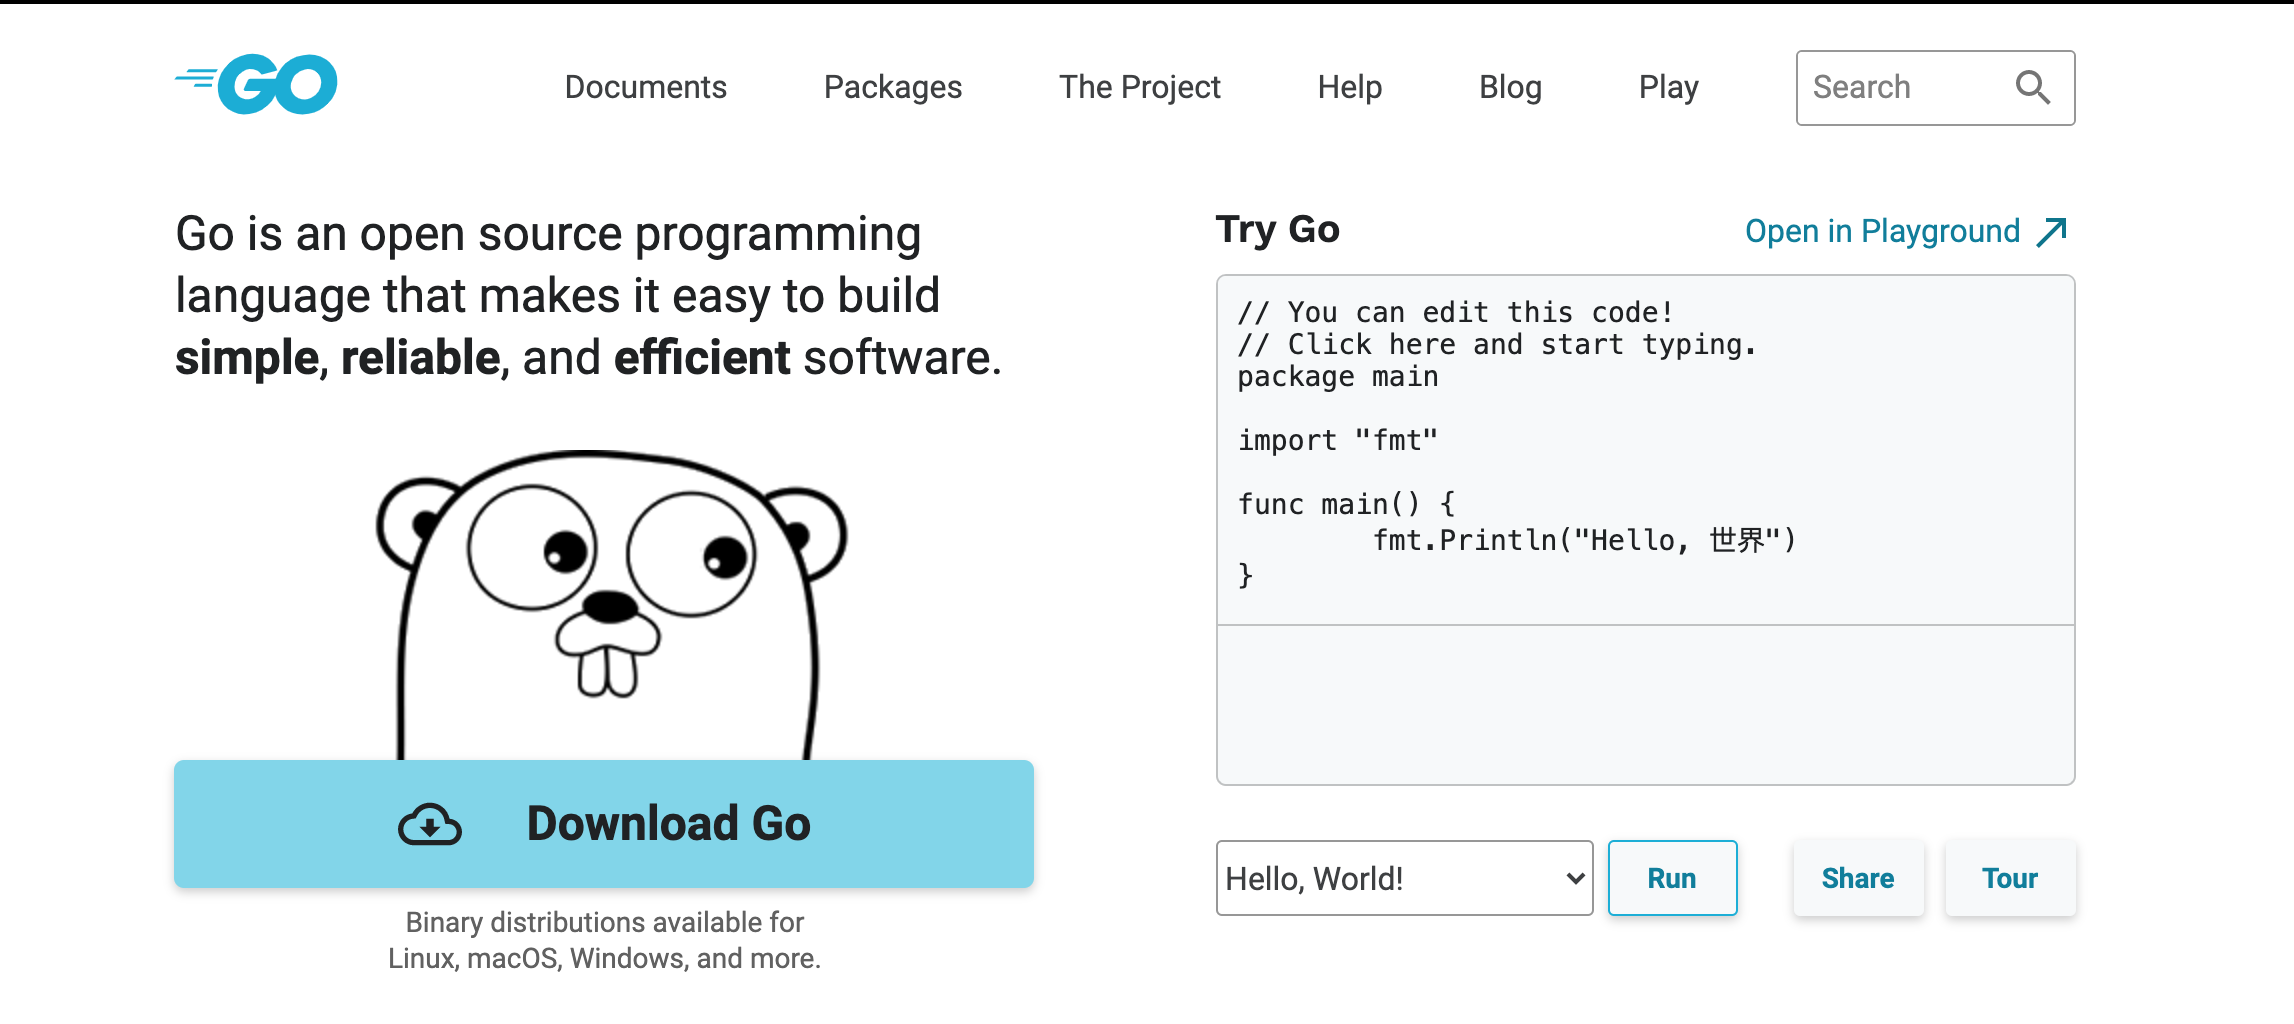 GO
Documents
Packages
The Project
Help
Blog
Play
Search
Go is an open source programming
language that makes it easy to build
simple, reliable, and efficient software.
Download Go
Binary distributions available for
Linux, macOS, Windows, and more.
Try Go
Open in Playground
// You can edit this code!
// Click here and start typing.
package main
import "fmt"
func main() {
	fmt.Println("Hello, 世界")
}
Hello, World!
Run
Share
Tour